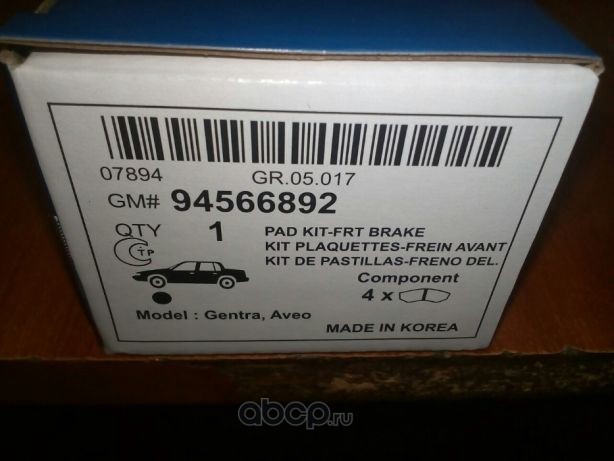 07894 GR.05.017
GM# 94566892
QTY 1 PAD KIT-FRT BRAKE
KIT PLAQUETTES-FREIN AVANT
KIT DE PASTILLAS-FRENO DEL.
CTP
Component
4 x
Model : Gentra, Aveo
MADE IN KOREA
abcp.ru